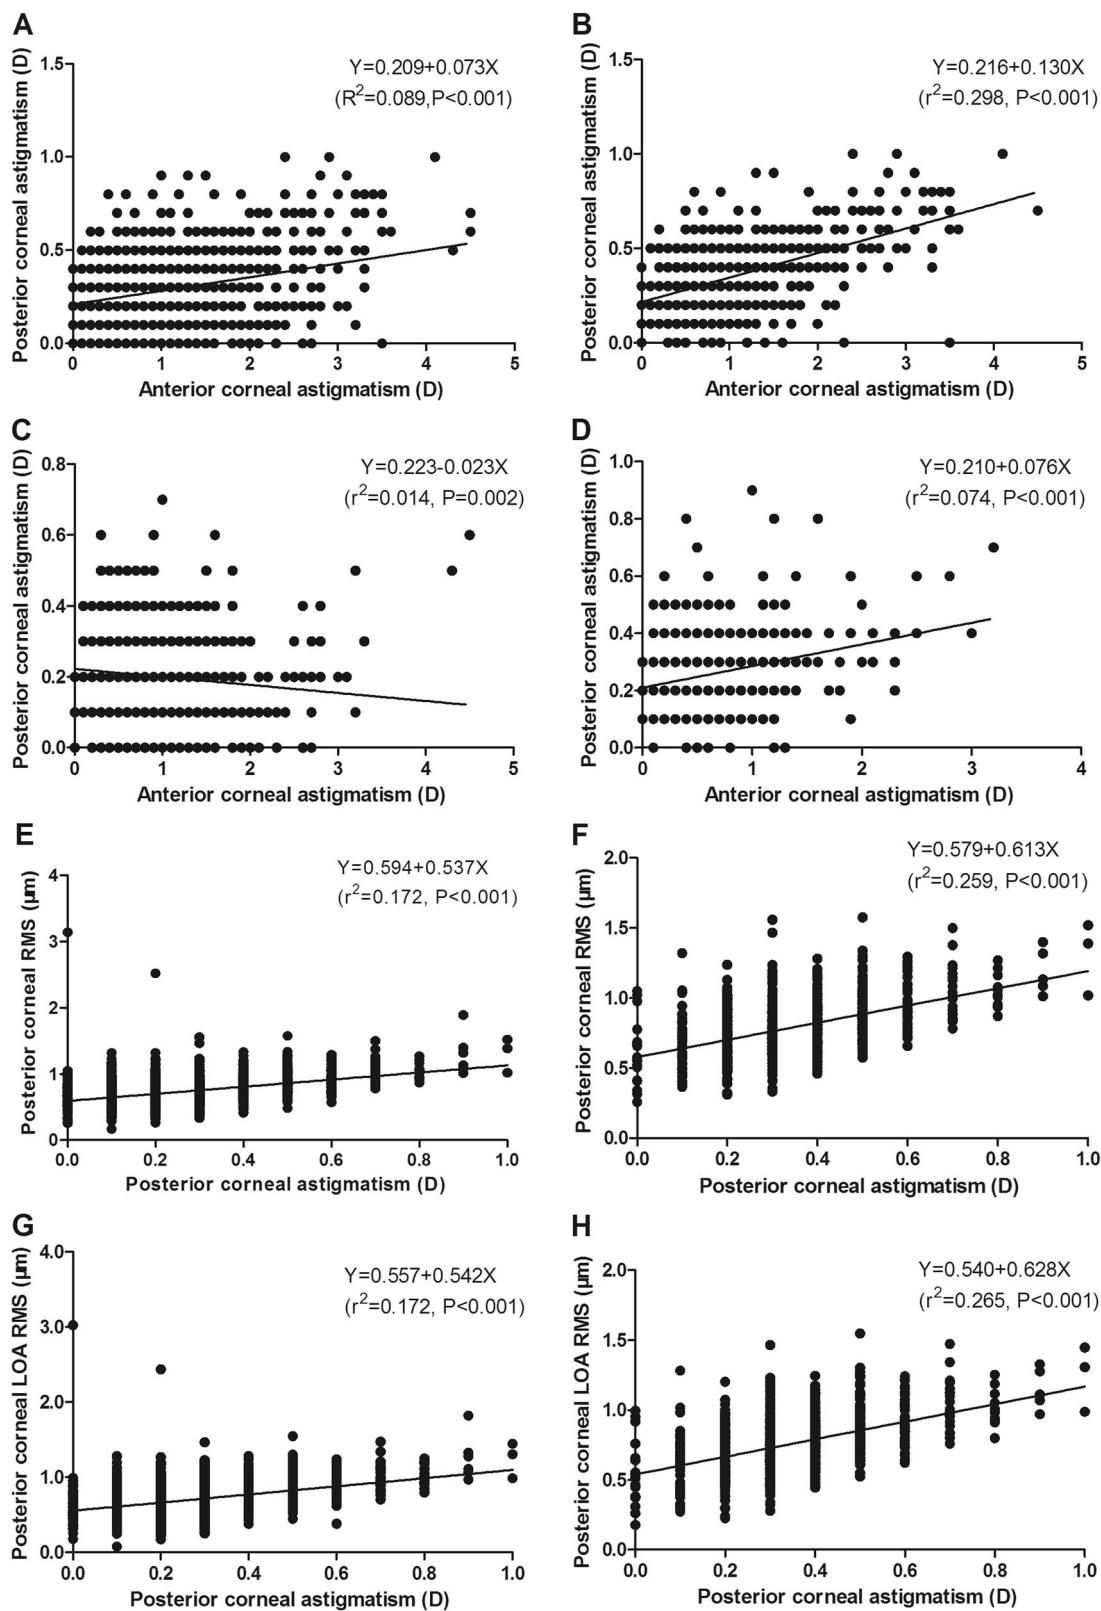 A
Y=0.209+0.073X
(R²=0.089,P<0.001)
Posterior corneal astigmatism (D)
1.5
1.0
0.5
0.0
0 1 2 3 4 5
Anterior corneal astigmatism (D)
B
Y=0.216+0.130X
(r²=0.298, P<0.001)
Posterior corneal astigmatism (D)
1.5
1.0
0.5
0.0
0 1 2 3 4 5
Anterior corneal astigmatism (D)
C
Y=0.223-0.023X
(r²=0.014, P=0.002)
Posterior corneal astigmatism (D)
0.8
0.6
0.4
0.2
0.0
0 1 2 3 4 5
Anterior corneal astigmatism (D)
D
Y=0.210+0.076X
(r²=0.074, P<0.001)
Posterior corneal astigmatism (D)
1.0
0.8
0.6
0.4
0.2
0.0
0 1 2 3 4
Anterior corneal astigmatism (D)
E
Y=0.594+0.537X
(r²=0.172, P<0.001)
Posterior corneal RMS (μm)
4
3
2
1
0
0.0 0.2 0.4 0.6 0.8 1.0
Posterior corneal astigmatism (D)
F
Y=0.579+0.613X
(r²=0.259, P<0.001)
Posterior corneal RMS (μm)
2.0
1.5
1.0
0.5
0.0
0.0 0.2 0.4 0.6 0.8 1.0
Posterior corneal astigmatism (D)
G
Y=0.557+0.542X
(r²=0.172, P<0.001)
Posterior corneal LOA RMS (μm)
4.0
3.0
2.0
1.0
0.0
0.0 0.2 0.4 0.6 0.8 1.0
Posterior corneal astigmatism (D)
H
Y=0.540+0.628X
(r²=0.265, P<0.001)
Posterior corneal LOA RMS (μm)
2.0
1.5
1.0
0.5
0.0
0.0 0.2 0.4 0.6 0.8 1.0
Posterior corneal astigmatism (D)